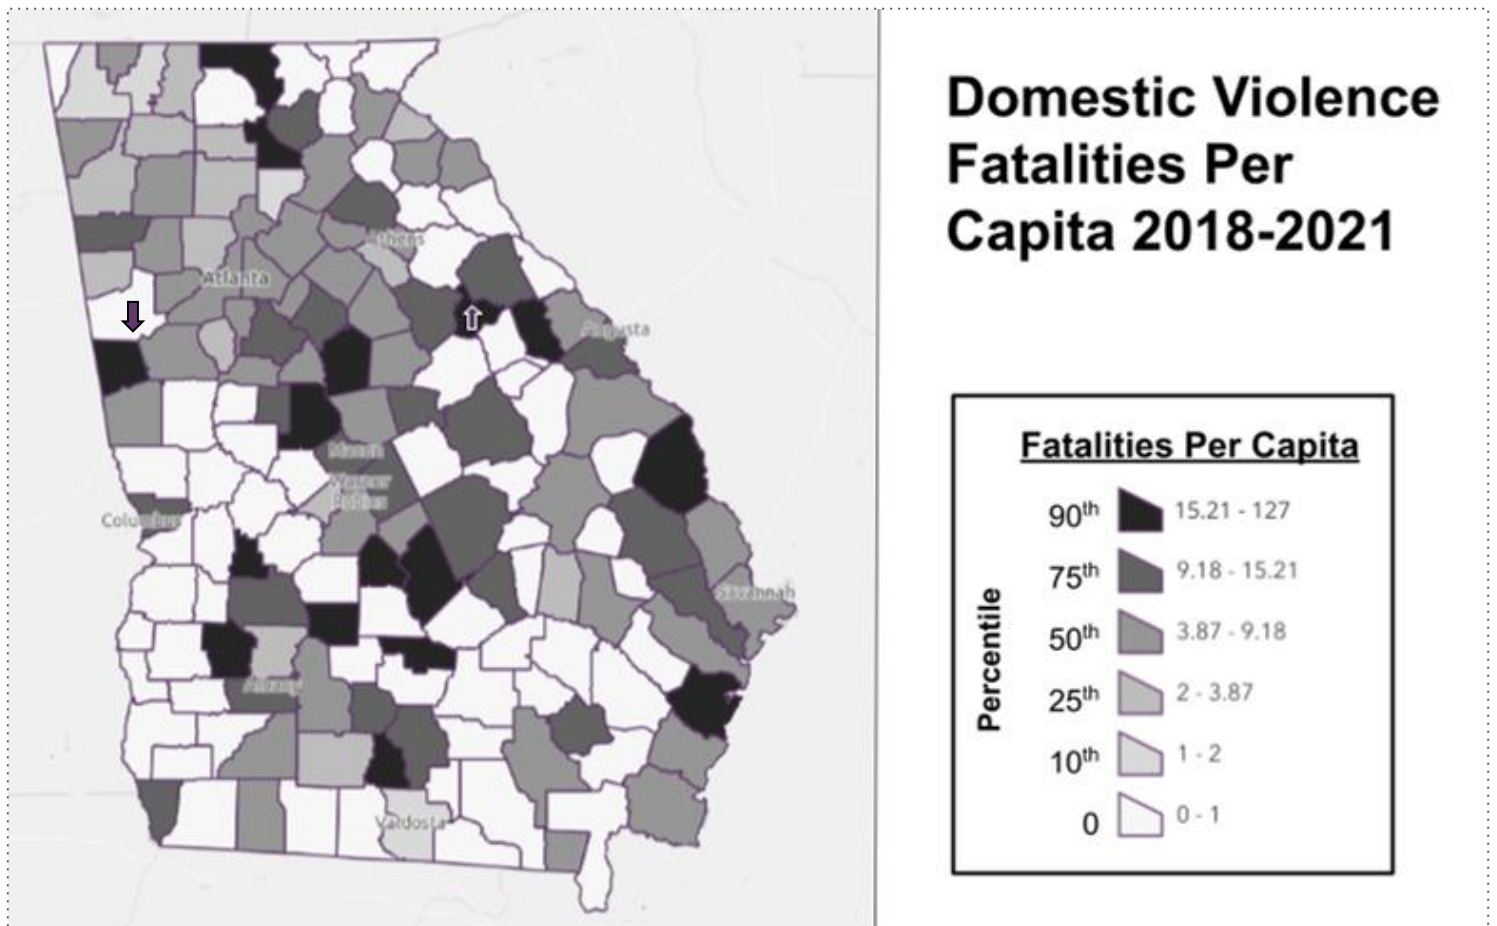 Domestic Violence
Fatalities Per
Capita 2018-2021
Athens
Atlanta
Augusta
Macon
Warner
Robins
Columbus
Savannah
Albany
Valdosta
Fatalities Per Capita
Percentile
90th 15.21 - 127
75th 9.18 - 15.21
50th 3.87 - 9.18
25th 2 - 3.87
10th 1 - 2
0 0 - 1